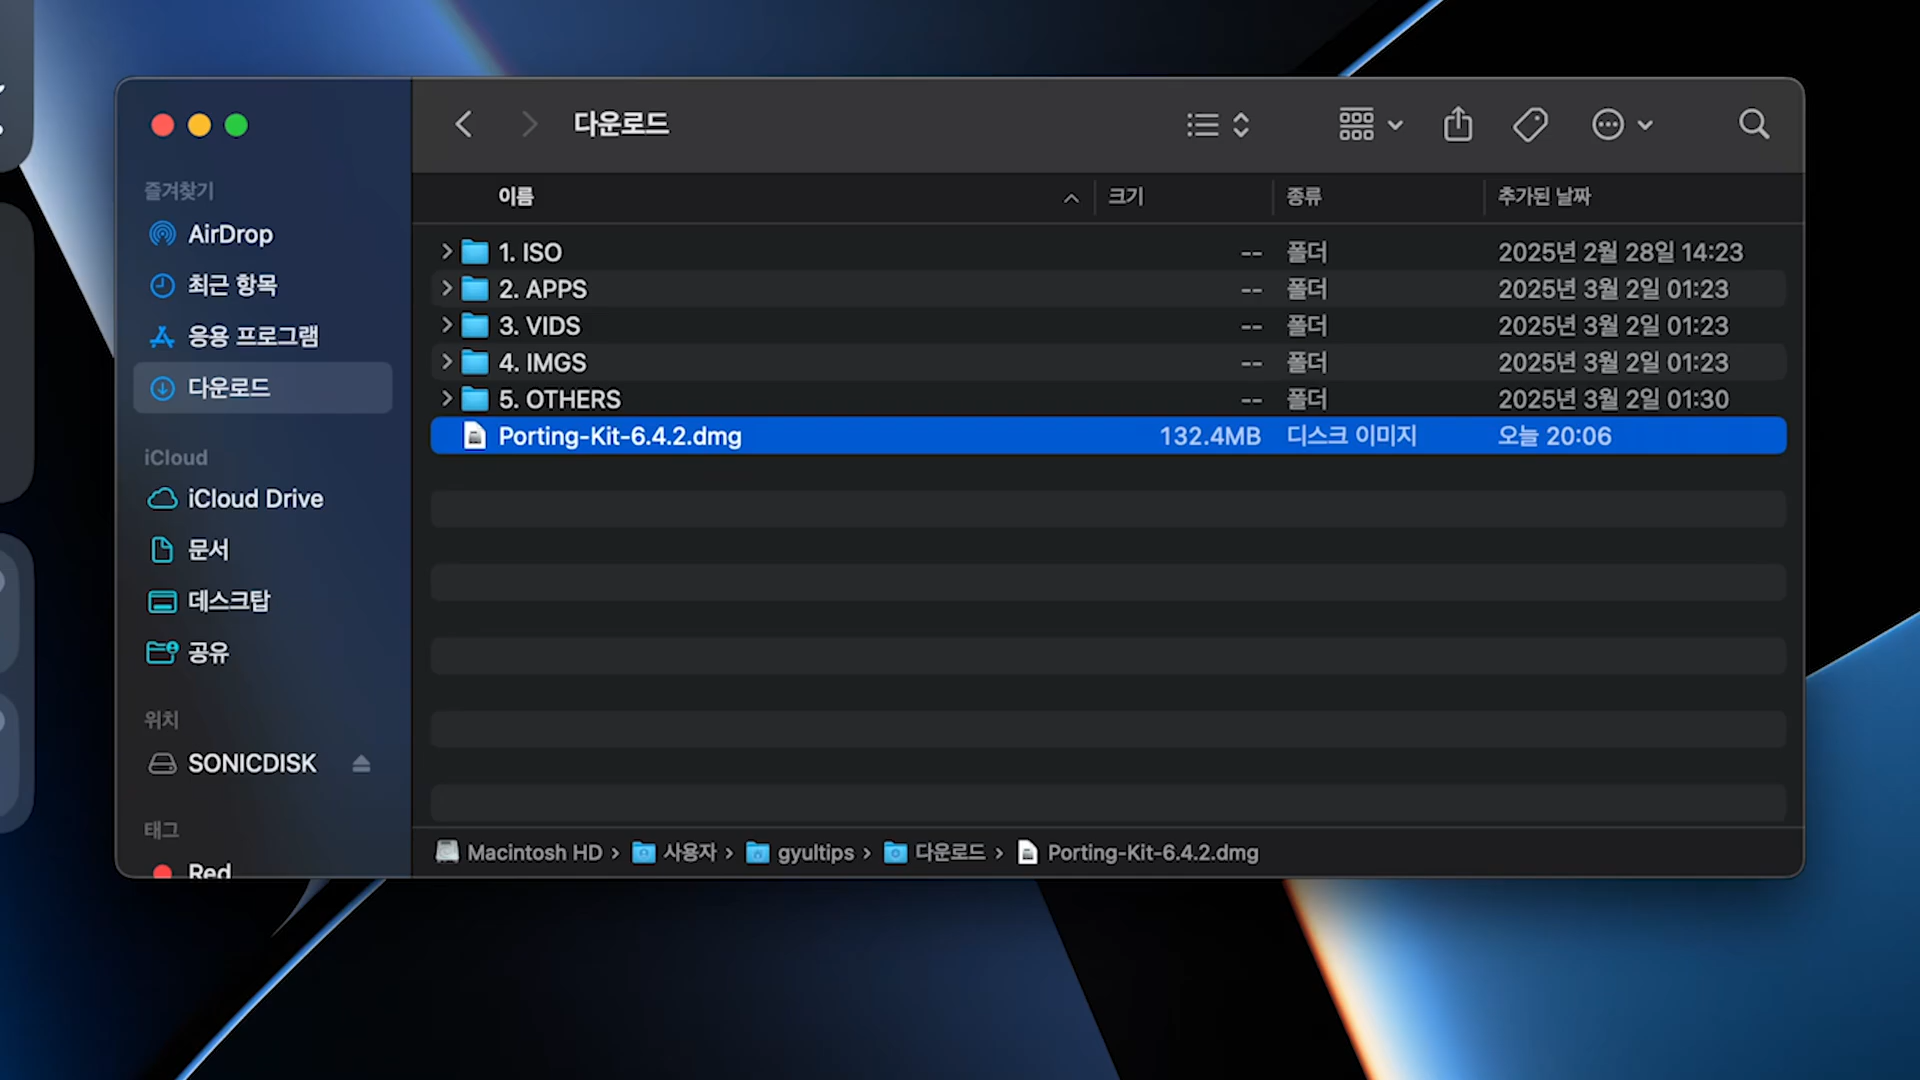 다운로드
즐겨찾기
AirDrop
최근 항목
응용 프로그램
다운로드
iCloud
iCloud Drive
문서
데스크탑
공유
위치
SONICDISK
태그
Red
이름 크기 종류 추가된 날짜
1. ISO -- 폴더 2025년 2월 28일 14:23
2. APPS -- 폴더 2025년 3월 2일 01:23
3. VIDS -- 폴더 2025년 3월 2일 01:23
4. IMGS -- 폴더 2025년 3월 2일 01:23
5. OTHERS -- 폴더 2025년 3월 2일 01:30
Porting-Kit-6.4.2.dmg 132.4MB 디스크 이미지 오늘 20:06
Macintosh HD › 사용자 › gyultips › 다운로드 › Porting-Kit-6.4.2.dmg